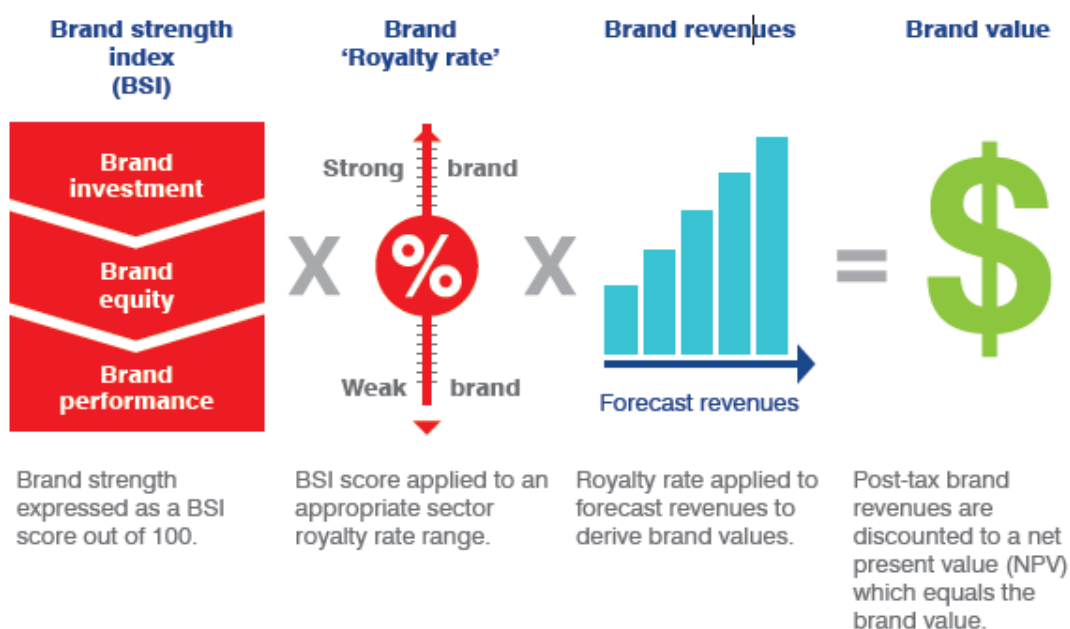 Brand strength
index
(BSI)
Brand
‘Royalty rate’
Brand revenues
Brand value
Brand
investment
Brand
equity
Brand
performance
X
Strong brand
%
Weak brand
X
Forecast revenues
=
$
Brand strength
expressed as a BSI
score out of 100.
BSI score applied to an
appropriate sector
royalty rate range.
Royalty rate applied to
forecast revenues to
derive brand values.
Post-tax brand
revenues are
discounted to a net
present value (NPV)
which equals the
brand value.